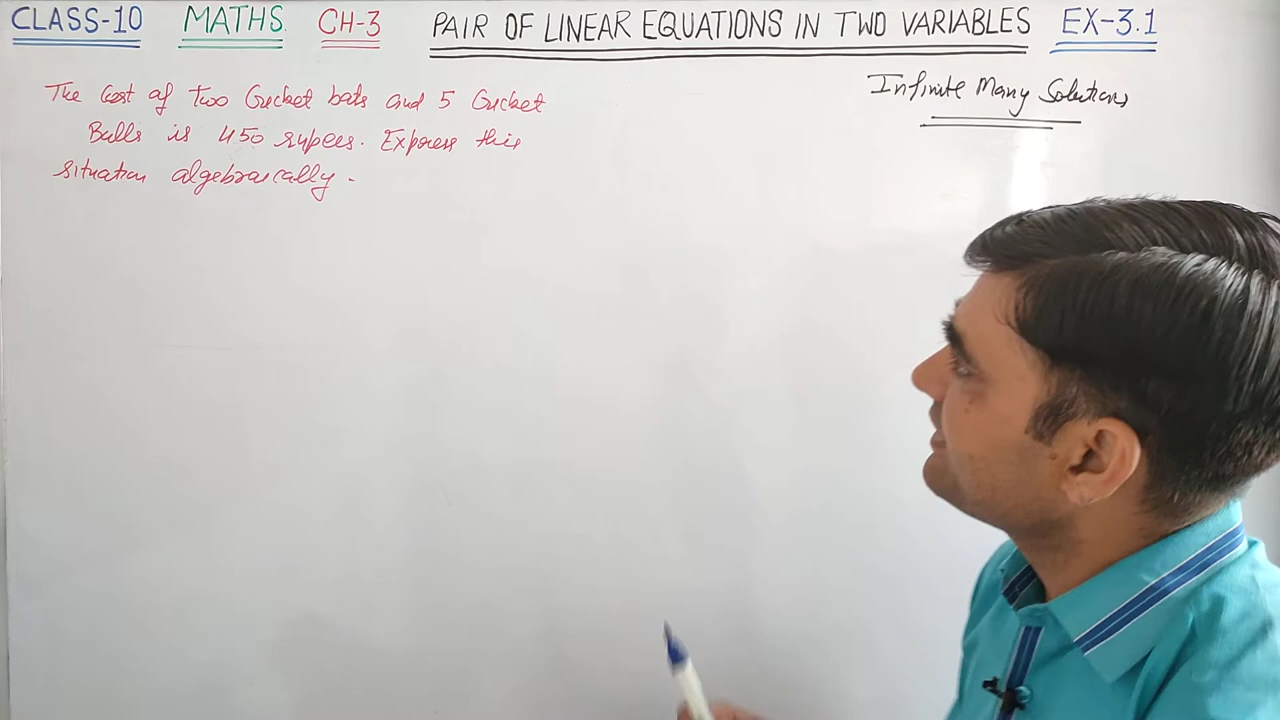 CLASS-10 MATHS CH-3 PAIR OF LINEAR EQUATIONS IN TWO VARIABLES EX-3.1
Infinite Many Solutions
The Cost of Two Cricket bats and 5 Cricket
Balls is 450 rupees. Express this
situation algebraically.